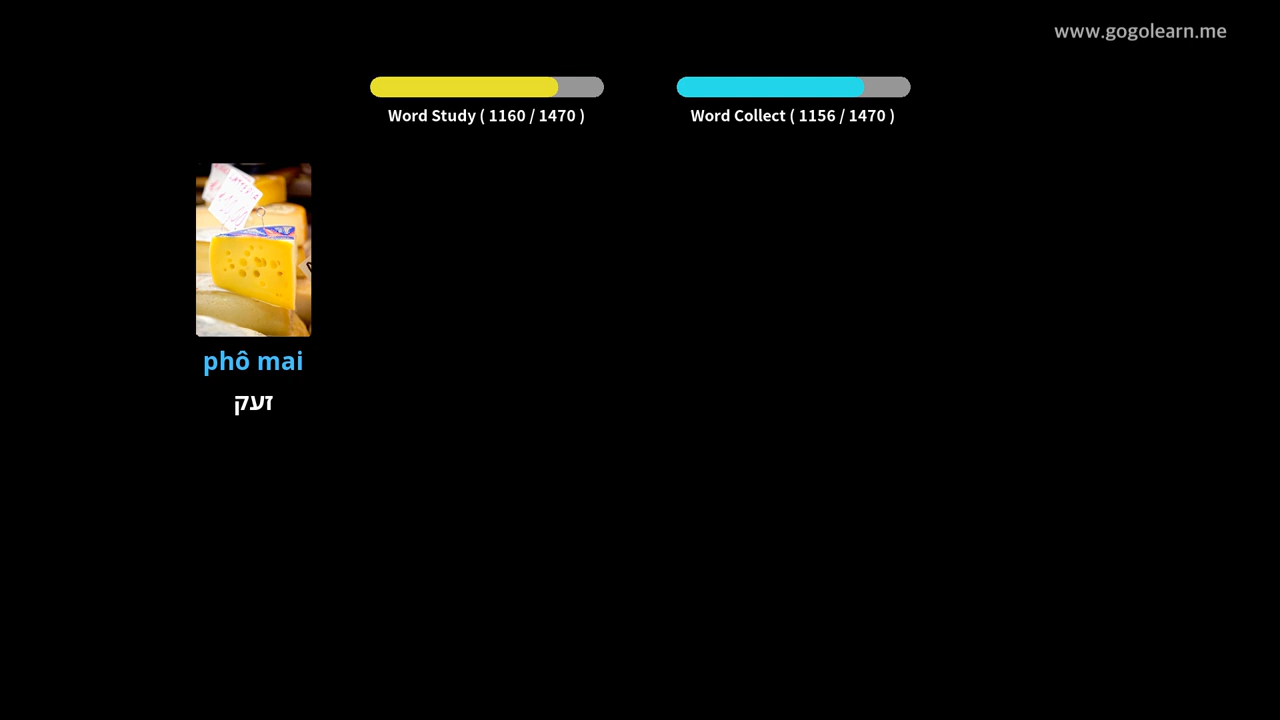 www.gogolearn.me
Word Study ( 1160 / 1470 )
Word Collect ( 1156 / 1470 )
phô mai
זעק